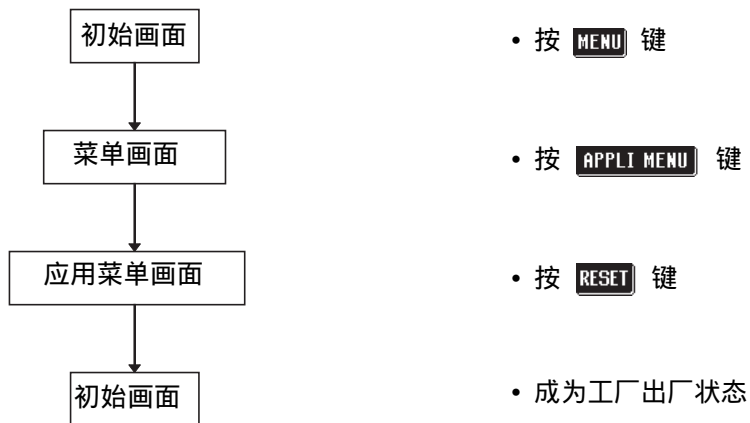 初始画面
• 按 MENU 键
菜单画面
• 按 APPLI MENU 键
应用菜单画面
• 按 RESET 键
初始画面
• 成为工厂出厂状态